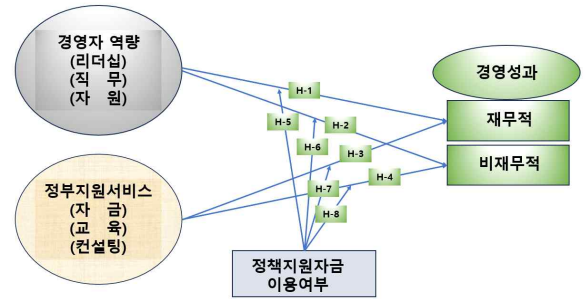 경영자 역량
(리더십)
(직 무)
(자 원)
경영성과
재무적
비재무적
H-1
H-5
H-2
H-6
H-3
H-7
H-4
H-8
정부지원서비스
(자 금)
(교 육)
(컨설팅)
정책지원자금
이용여부